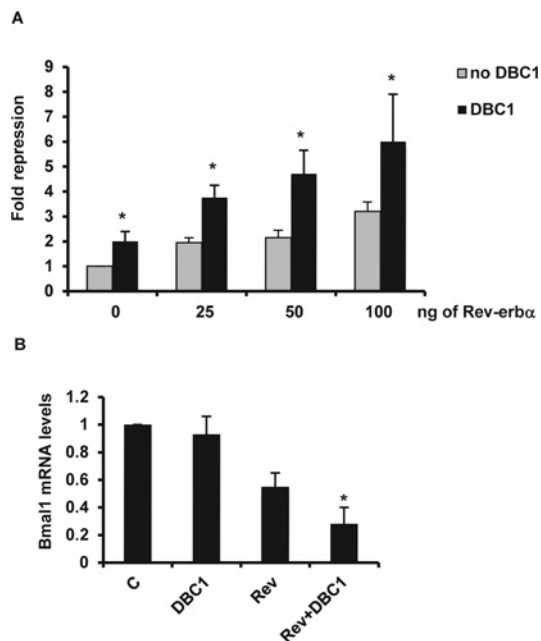 A
Fold repression
9
8
7
6
5
4
3
2
1
0
* * * *
no DBC1
DBC1
0 25 50 100 ng of Rev-erbα
B
Bmal1 mRNA levels
1.2
1
0.8
0.6
0.4
0.2
0
*
C DBC1 Rev Rev+DBC1